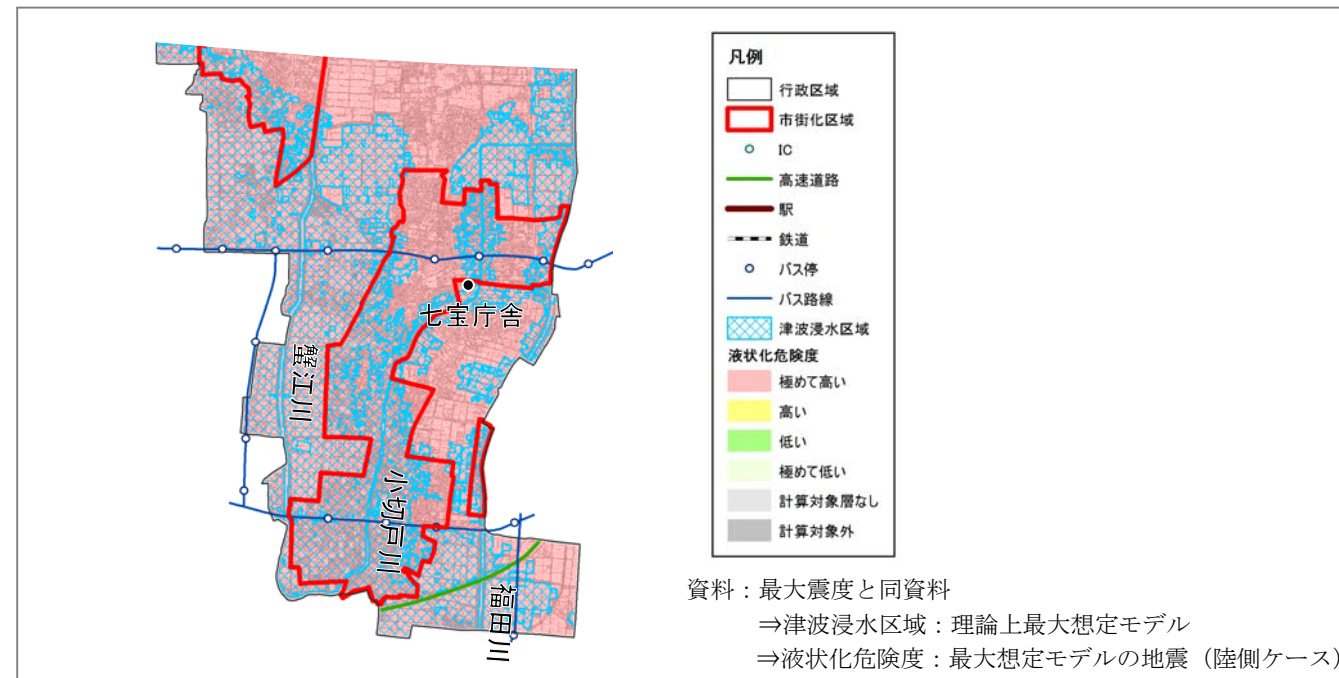 七宝庁舎
蟹江川
小切戸川
福田川
凡例
行政区域
市街化区域
IC
高速道路
駅
鉄道
バス停
バス路線
津波浸水区域
液状化危険度
極めて高い
高い
低い
極めて低い
計算対象層なし
計算対象外
資料：最大震度と同資料
⇒津波浸水区域：理論上最大想定モデル
⇒液状化危険度：最大想定モデルの地震（陸側ケース）